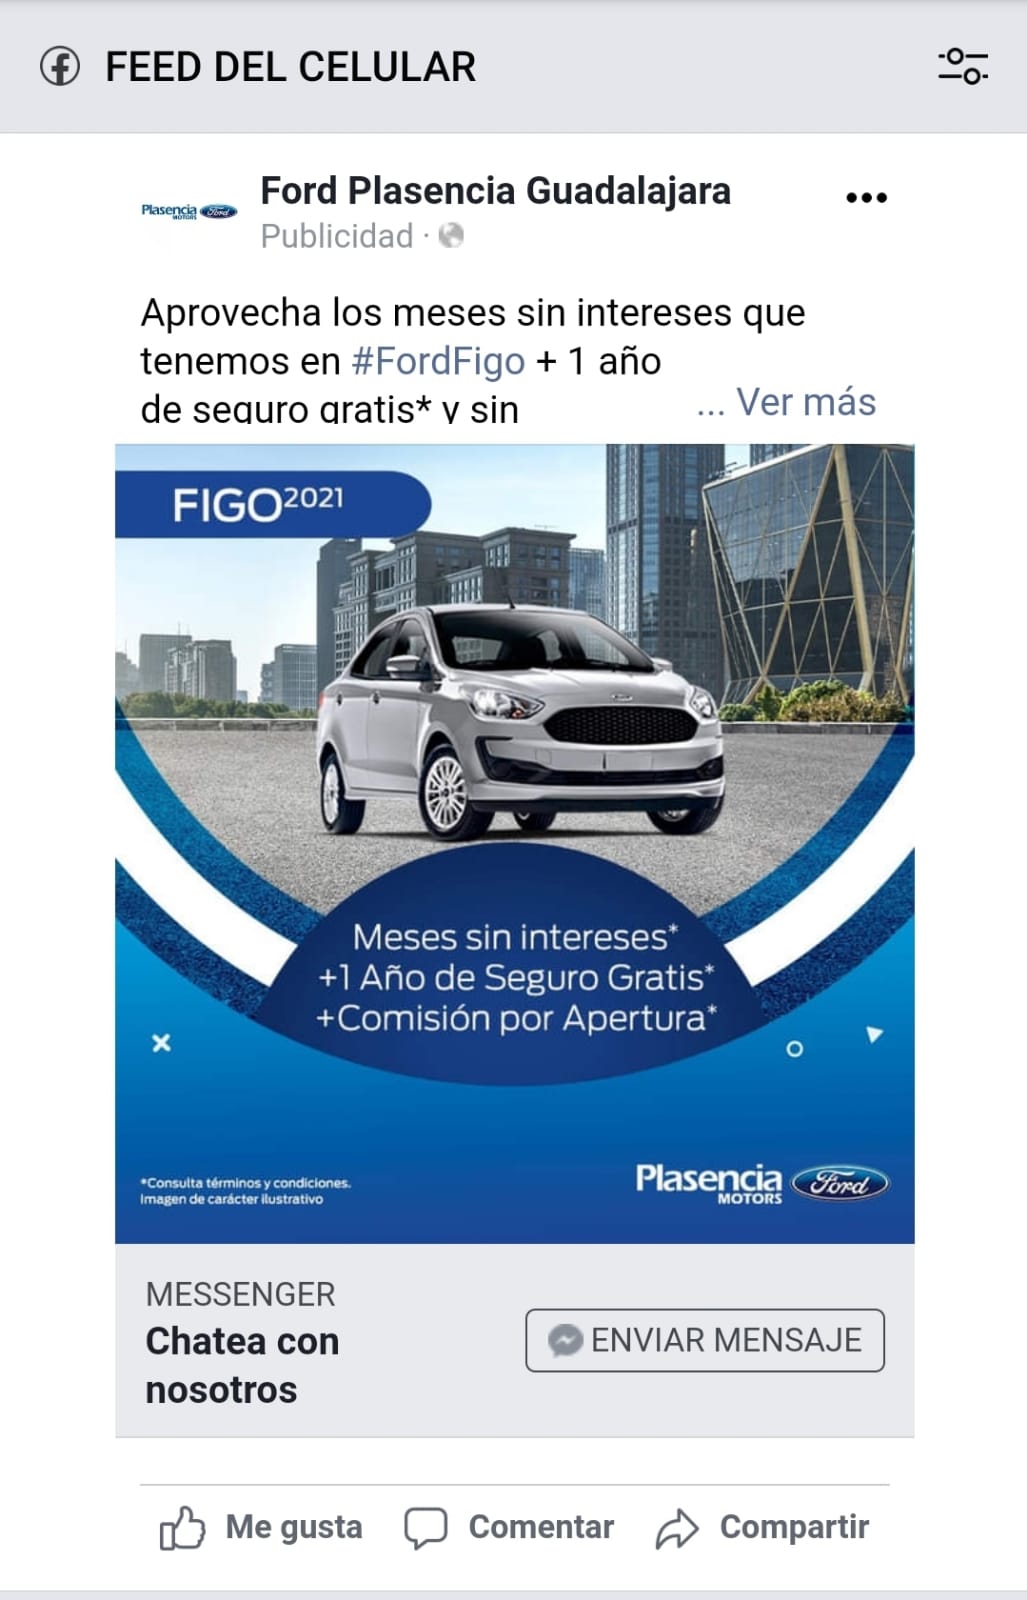 FEED DEL CELULAR
Plasencia
MOTORS
Ford
Ford Plasencia Guadalajara
Publicidad ·
Aprovecha los meses sin intereses que
tenemos en #FordFigo + 1 año
de seguro gratis* y sin
... Ver más
FIGO2021
Meses sin intereses*
+1 Año de Seguro Gratis*
+Comisión por Apertura*
*Consulta términos y condiciones.
Imagen de carácter ilustrativo
Plasencia
MOTORS
Ford
MESSENGER
Chatea con
nosotros
ENVIAR MENSAJE
Me gusta
Comentar
Compartir